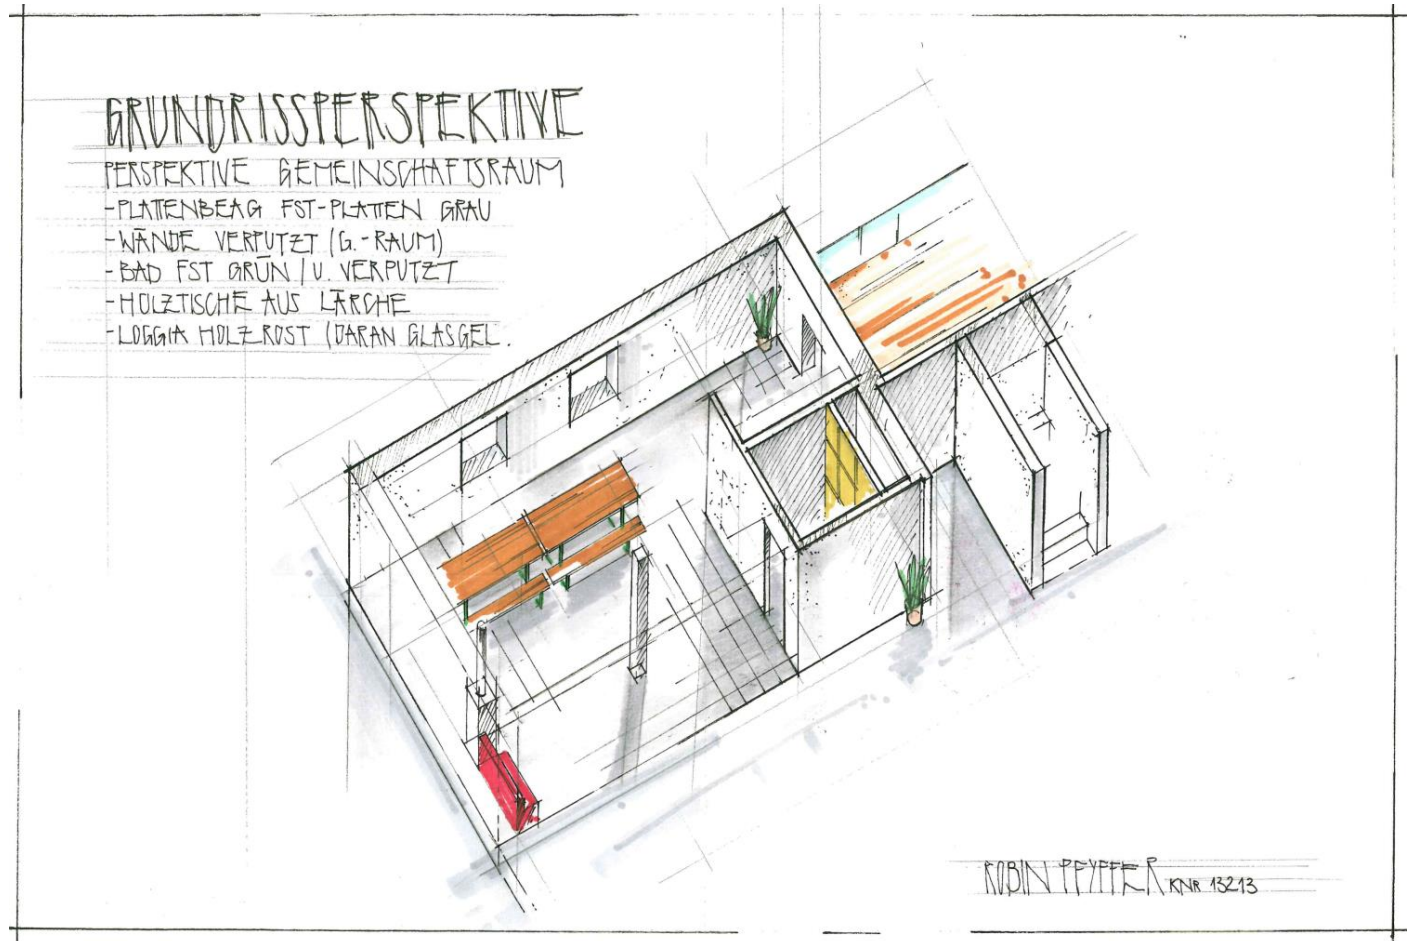 GRUNDRISSPERSPEKTIVE
PERSPEKTIVE GEMEINSCHAFTSRAUM
-PLATTENBEAG FST-PLATTEN GRAU
-WÄNDE VERPUTZT (G.-RAUM)
-BAD FST GRÜN / U. VERPUTZT
-HOLZTISCHE AUS LÄRCHE
-LOGGIA HOLZROST (DARAN GLASGEL.
ROBIN PFYFFER KNR 13213